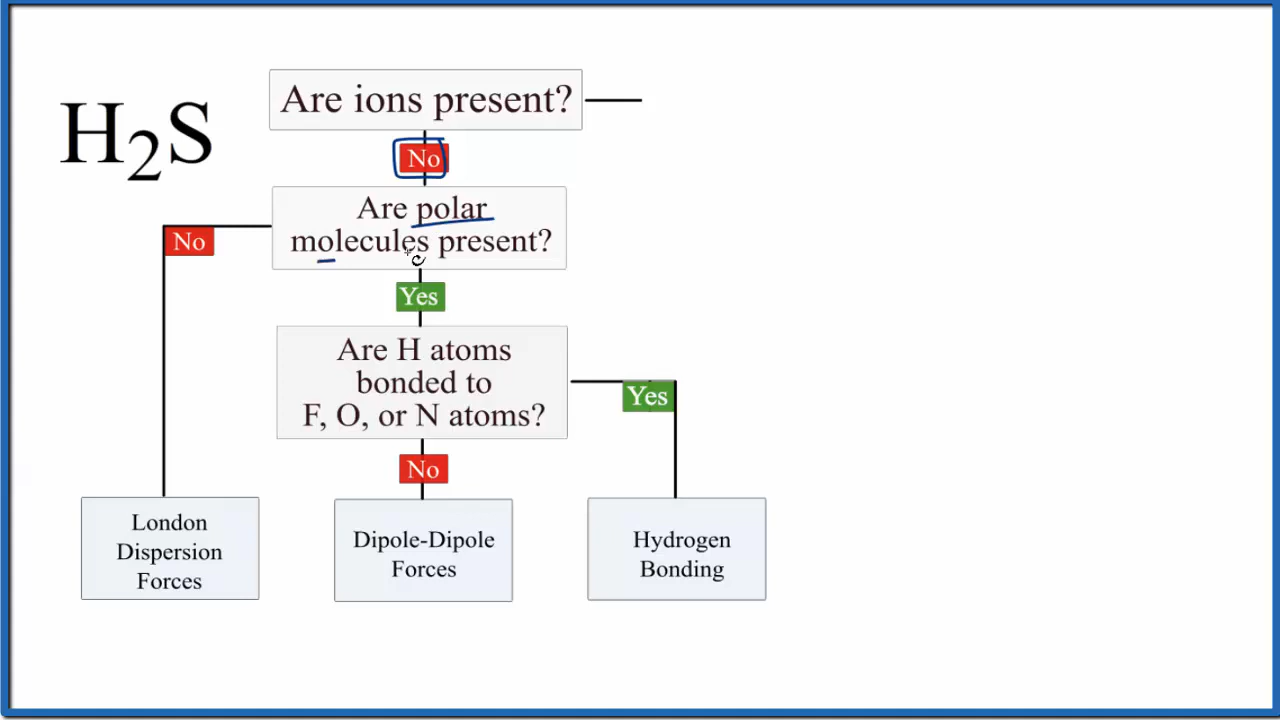 H₂S
Are ions present?
No
Are polar
molecules present?
No
Yes
Are H atoms
bonded to
F, O, or N atoms?
Yes
No
London
Dispersion
Forces
Dipole-Dipole
Forces
Hydrogen
Bonding